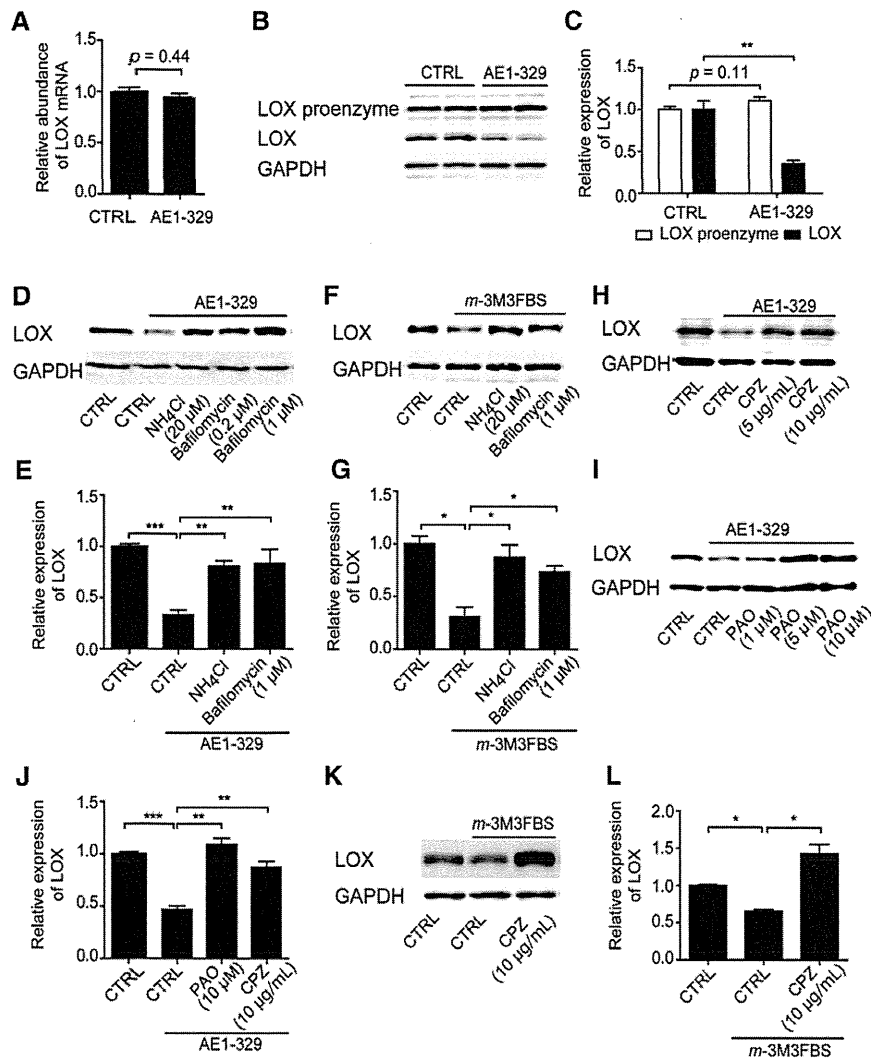 A
Relative abundance
of LOX mRNA
1.5
1.0
0.5
0.0
p = 0.44
CTRL AE1-329
B
CTRL AE1-329
LOX proenzyme
LOX
GAPDH
C
Relative expression
of LOX
1.5
1.0
0.5
0.0
**
p = 0.11
CTRL AE1-329
LOX proenzyme LOX
D
AE1-329
LOX
GAPDH
CTRL
CTRL
NH4Cl
(20 µM)
Bafilomycin
(0.2 µM)
Bafilomycin
(1 µM)
F
m-3M3FBS
LOX
GAPDH
CTRL
CTRL
NH4Cl
(20 µM)
Bafilomycin
(1 µM)
H
AE1-329
LOX
GAPDH
CTRL
CTRL
CPZ
(5 µg/mL)
CPZ
(10 µg/mL)
E
Relative expression
of LOX
1.5
1.0
0.5
0.0
**
*** **
CTRL
CTRL
NH4Cl
Bafilomycin
(1 µM)
AE1-329
G
Relative expression
of LOX
1.5
1.0
0.5
0.0
*
* *
CTRL
CTRL
NH4Cl
Bafilomycin
(1 µM)
m-3M3FBS
I
AE1-329
LOX
GAPDH
CTRL
CTRL
PAO
(1 µM)
PAO
(5 µM)
PAO
(10 µM)
J
Relative expression
of LOX
1.5
1.0
0.5
0.0
**
*** **
CTRL
CTRL
PAO
(10 µM)
CPZ
(10 µg/mL)
AE1-329
K
m-3M3FBS
LOX
GAPDH
CTRL
CTRL
CPZ
(10 µg/mL)
L
Relative expression
of LOX
2.0
1.5
1.0
0.5
0.0
* *
CTRL
CTRL
CPZ
(10 µg/mL)
m-3M3FBS